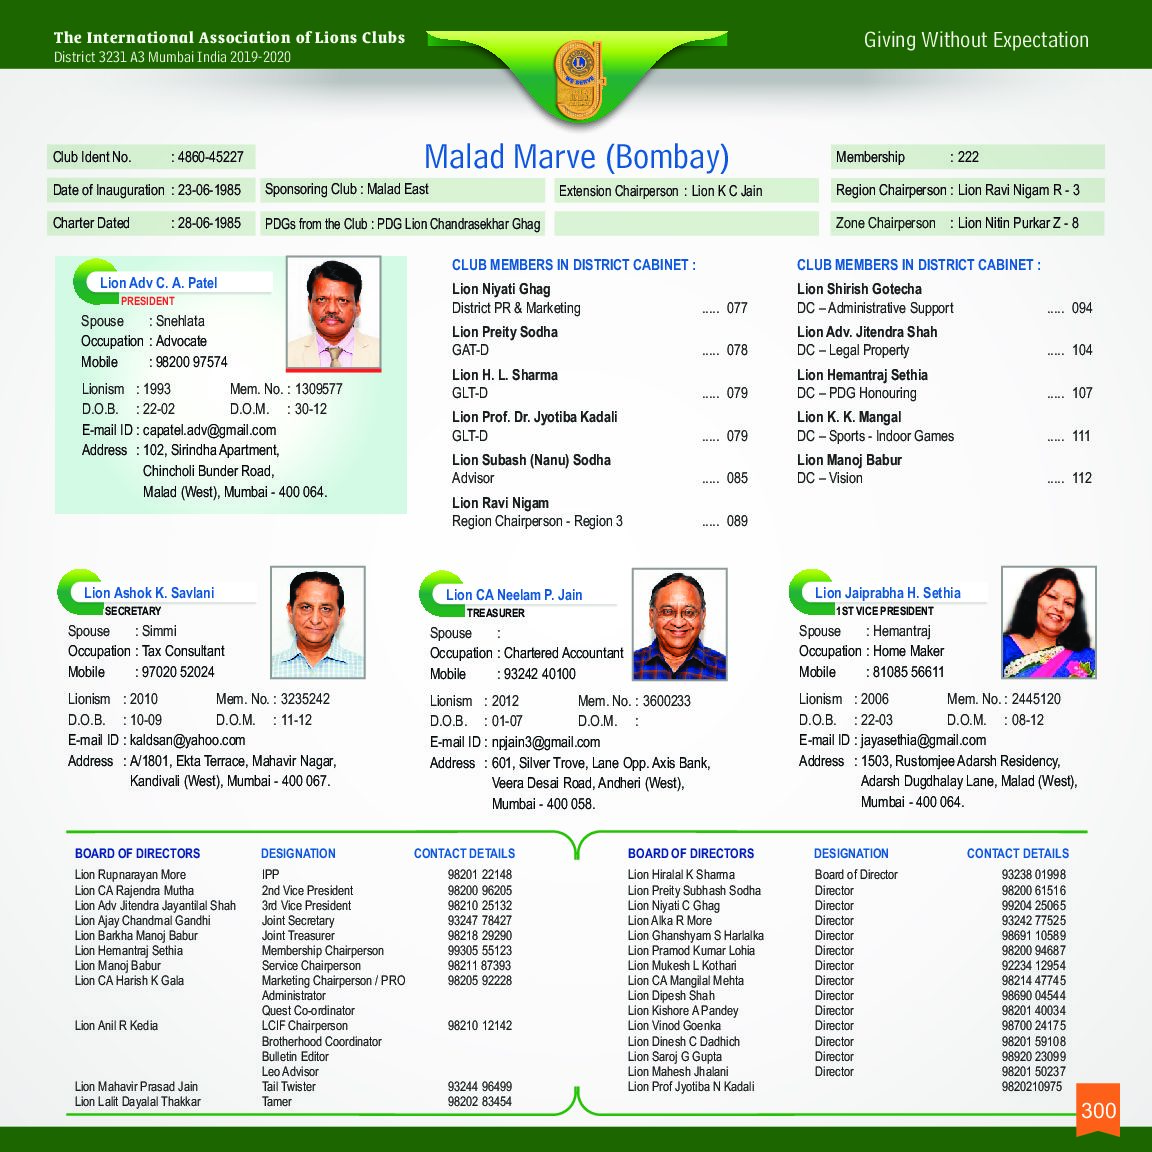 The International Association of Lions Clubs
District 3231 A3 Mumbai India 2019-2020
Giving Without Expectation
WE SERVE
Malad Marve (Bombay)
Club Ident No. : 4860-45227
Membership : 222
Date of Inauguration : 23-06-1985
Sponsoring Club : Malad East
Extension Chairperson : Lion K C Jain
Region Chairperson : Lion Ravi Nigam R - 3
Charter Dated : 28-06-1985
PDGs from the Club : PDG Lion Chandrasekhar Ghag
Zone Chairperson : Lion Nitin Purkar Z - 8
Lion Adv C. A. Patel
PRESIDENT
Spouse : Snehlata
Occupation : Advocate
Mobile : 98200 97574
Lionism : 1993 Mem. No. : 1309577
D.O.B. : 22-02 D.O.M. : 30-12
E-mail ID : capatel.adv@gmail.com
Address : 102, Sirindha Apartment,
Chincholi Bunder Road,
Malad (West), Mumbai - 400 064.
CLUB MEMBERS IN DISTRICT CABINET :
Lion Niyati Ghag
District PR & Marketing ..... 077
Lion Preity Sodha
GAT-D ..... 078
Lion H. L. Sharma
GLT-D ..... 079
Lion Prof. Dr. Jyotiba Kadali
GLT-D ..... 079
Lion Subash (Nanu) Sodha
Advisor ..... 085
Lion Ravi Nigam
Region Chairperson - Region 3 ..... 089
CLUB MEMBERS IN DISTRICT CABINET :
Lion Shirish Gotecha
DC – Administrative Support ..... 094
Lion Adv. Jitendra Shah
DC – Legal Property ..... 104
Lion Hemantraj Sethia
DC – PDG Honouring ..... 107
Lion K. K. Mangal
DC – Sports - Indoor Games ..... 111
Lion Manoj Babur
DC – Vision ..... 112
Lion Ashok K. Savlani
SECRETARY
Spouse : Simmi
Occupation : Tax Consultant
Mobile : 97020 52024
Lionism : 2010 Mem. No. : 3235242
D.O.B. : 10-09 D.O.M. : 11-12
E-mail ID : kaldsan@yahoo.com
Address : A/1801, Ekta Terrace, Mahavir Nagar,
Kandivali (West), Mumbai - 400 067.
Lion CA Neelam P. Jain
TREASURER
Spouse :
Occupation : Chartered Accountant
Mobile : 93242 40100
Lionism : 2012 Mem. No. : 3600233
D.O.B. : 01-07 D.O.M. :
E-mail ID : npjain3@gmail.com
Address : 601, Silver Trove, Lane Opp. Axis Bank,
Veera Desai Road, Andheri (West),
Mumbai - 400 058.
Lion Jaiprabha H. Sethia
1ST VICE PRESIDENT
Spouse : Hemantraj
Occupation : Home Maker
Mobile : 81085 56611
Lionism : 2006 Mem. No. : 2445120
D.O.B. : 22-03 D.O.M. : 08-12
E-mail ID : jayasethia@gmail.com
Address : 1503, Rustomjee Adarsh Residency,
Adarsh Dugdhalay Lane, Malad (West),
Mumbai - 400 064.
BOARD OF DIRECTORS DESIGNATION CONTACT DETAILS
Lion Rupnarayan More IPP 98201 22148
Lion CA Rajendra Mutha 2nd Vice President 98200 96205
Lion Adv Jitendra Jayantilal Shah 3rd Vice President 98210 25132
Lion Ajay Chandmal Gandhi Joint Secretary 93247 78427
Lion Barkha Manoj Babur Joint Treasurer 98218 29290
Lion Hemantraj Sethia Membership Chairperson 99305 55123
Lion Manoj Babur Service Chairperson 98211 87393
Lion CA Harish K Gala Marketing Chairperson / PRO 98205 92228
Administrator
Quest Co-ordinator
Lion Anil R Kedia LCIF Chairperson 98210 12142
Brotherhood Coordinator
Bulletin Editor
Leo Advisor
Lion Mahavir Prasad Jain Tail Twister 93244 96499
Lion Lalit Dayalal Thakkar Tamer 98202 83454
BOARD OF DIRECTORS DESIGNATION CONTACT DETAILS
Lion Hiralal K Sharma Board of Director 93238 01998
Lion Preity Subhash Sodha Director 98200 61516
Lion Niyati C Ghag Director 99204 25065
Lion Alka R More Director 93242 77525
Lion Ghanshyam S Harlalka Director 98691 10589
Lion Pramod Kumar Lohia Director 98200 94687
Lion Mukesh L Kothari Director 92234 12954
Lion CA Mangilal Mehta Director 98214 47745
Lion Dipesh Shah Director 98690 04544
Lion Kishore A Pandey Director 98201 40034
Lion Vinod Goenka Director 98700 24175
Lion Dinesh C Dadhich Director 98201 59108
Lion Saroj G Gupta Director 98920 23099
Lion Mahesh Jhalani Director 98201 50237
Lion Prof Jyotiba N Kadali 9820210975
300